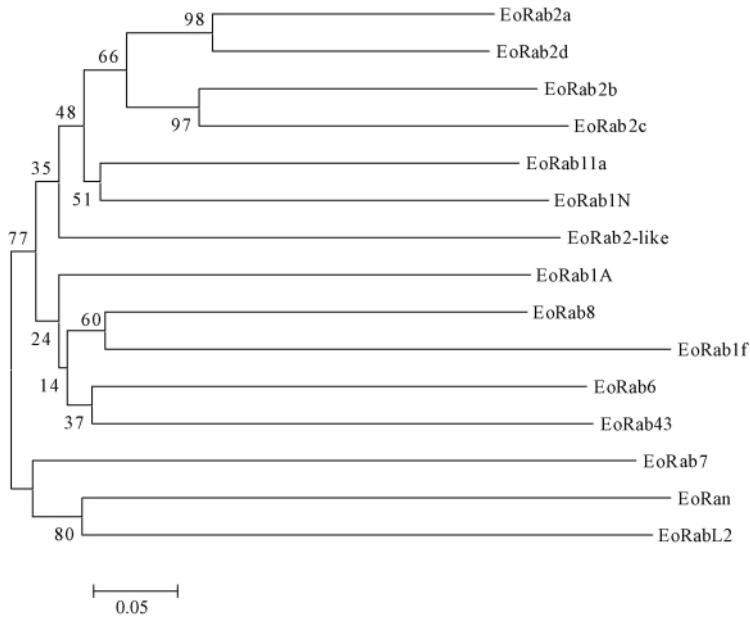 98
EoRab2a
EoRab2d
66
EoRab2b
48
97
EoRab2c
35
EoRab11a
51
EoRab1N
77
EoRab2-like
EoRab1A
60
EoRab8
24
EoRab1f
14
EoRab6
37
EoRab43
EoRab7
EoRan
80
EoRabL2
0.05